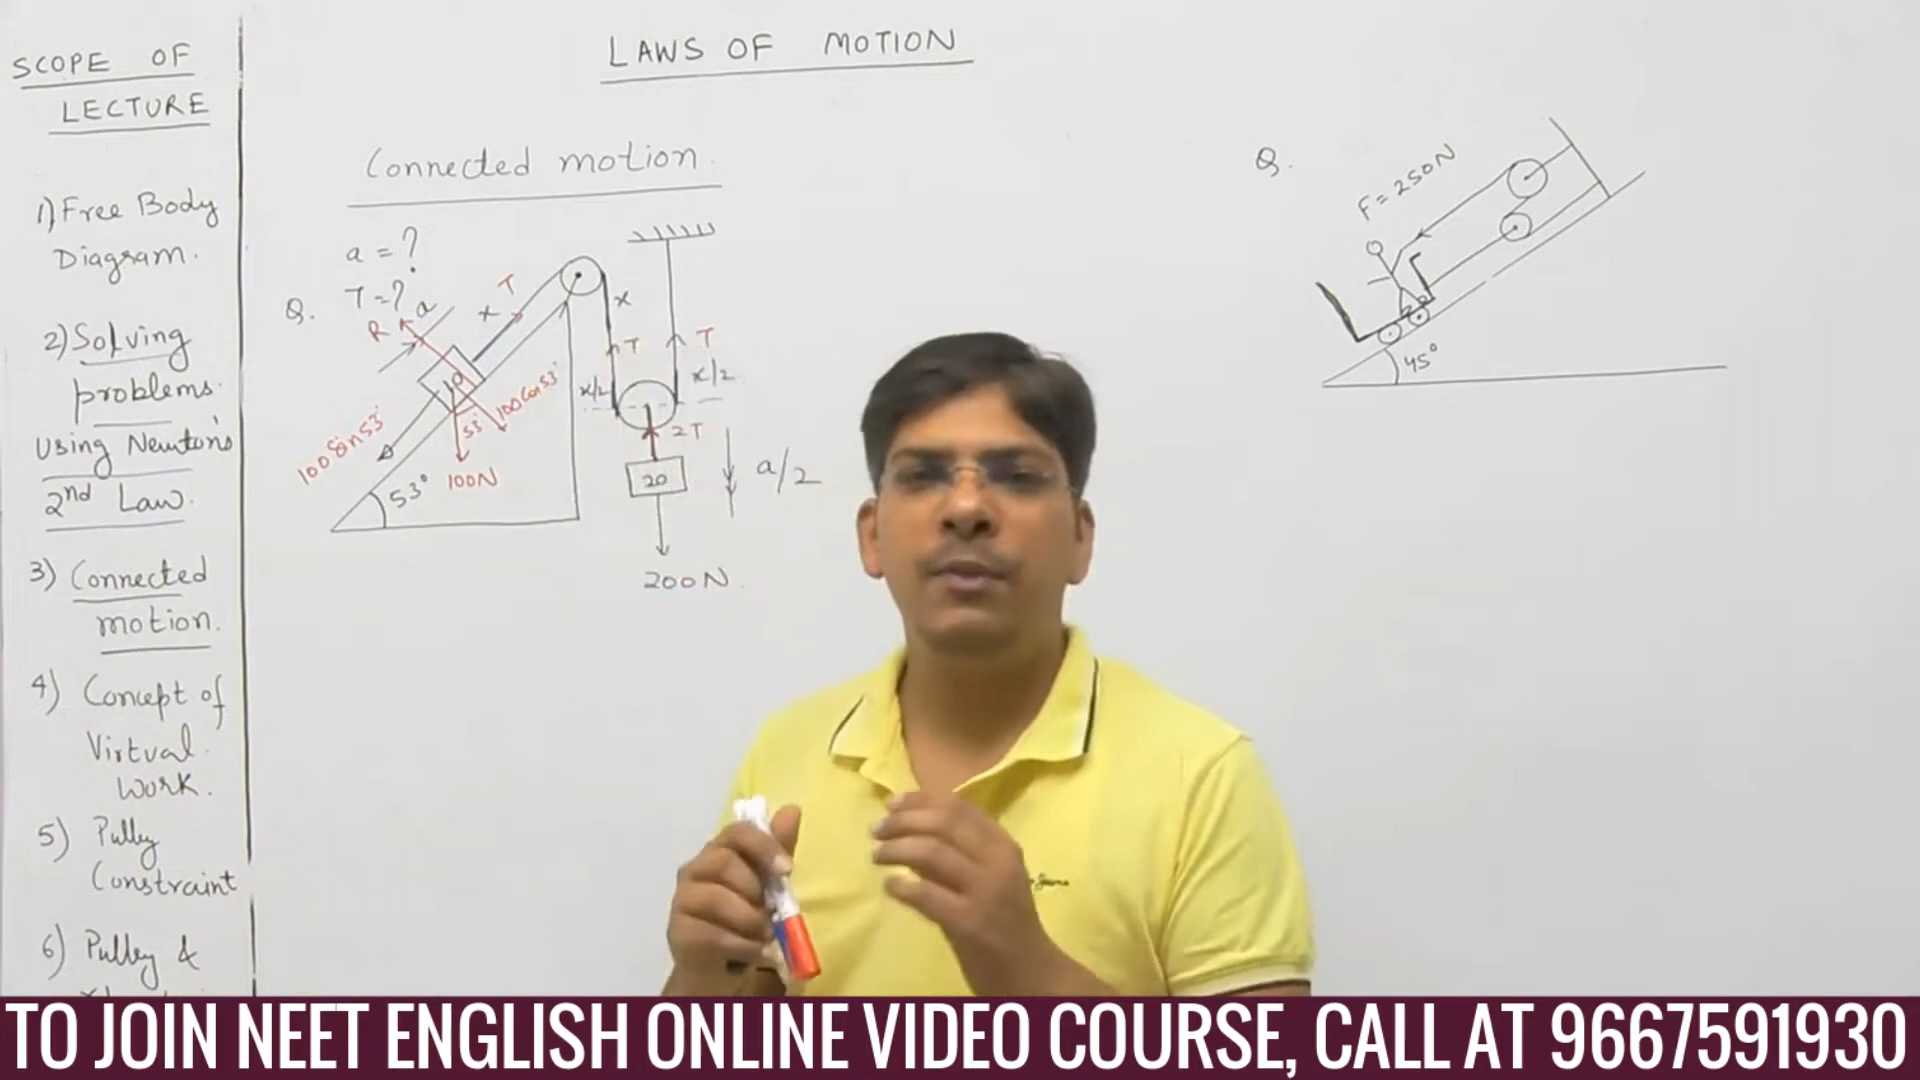 SCOPE OF
LECTURE
1) Free Body
Diagram.
2) Solving
problems
Using Newton's
2nd Law.
3) Connected
motion.
4) Concept of
Virtual
Work.
5) Pulley
Constraint
6) Pulley &
LAWS OF MOTION
Connected motion
a = ?
Q. T = ?
a
R
x
T
10
100 Sin 53°
100 Cos 53°
53°
100N
53°
x
T
T
x/2
x/2
2T
20
a/2
200N
Q.
F = 250N
45°
TO JOIN NEET ENGLISH ONLINE VIDEO COURSE, CALL AT 9667591930